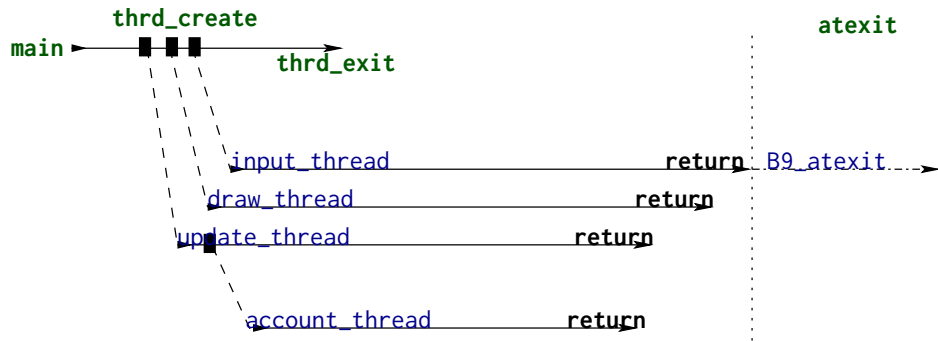 thrd_create
atexit
main
thrd_exit
input_thread return B9_atexit
draw_thread return
update_thread return
account_thread return